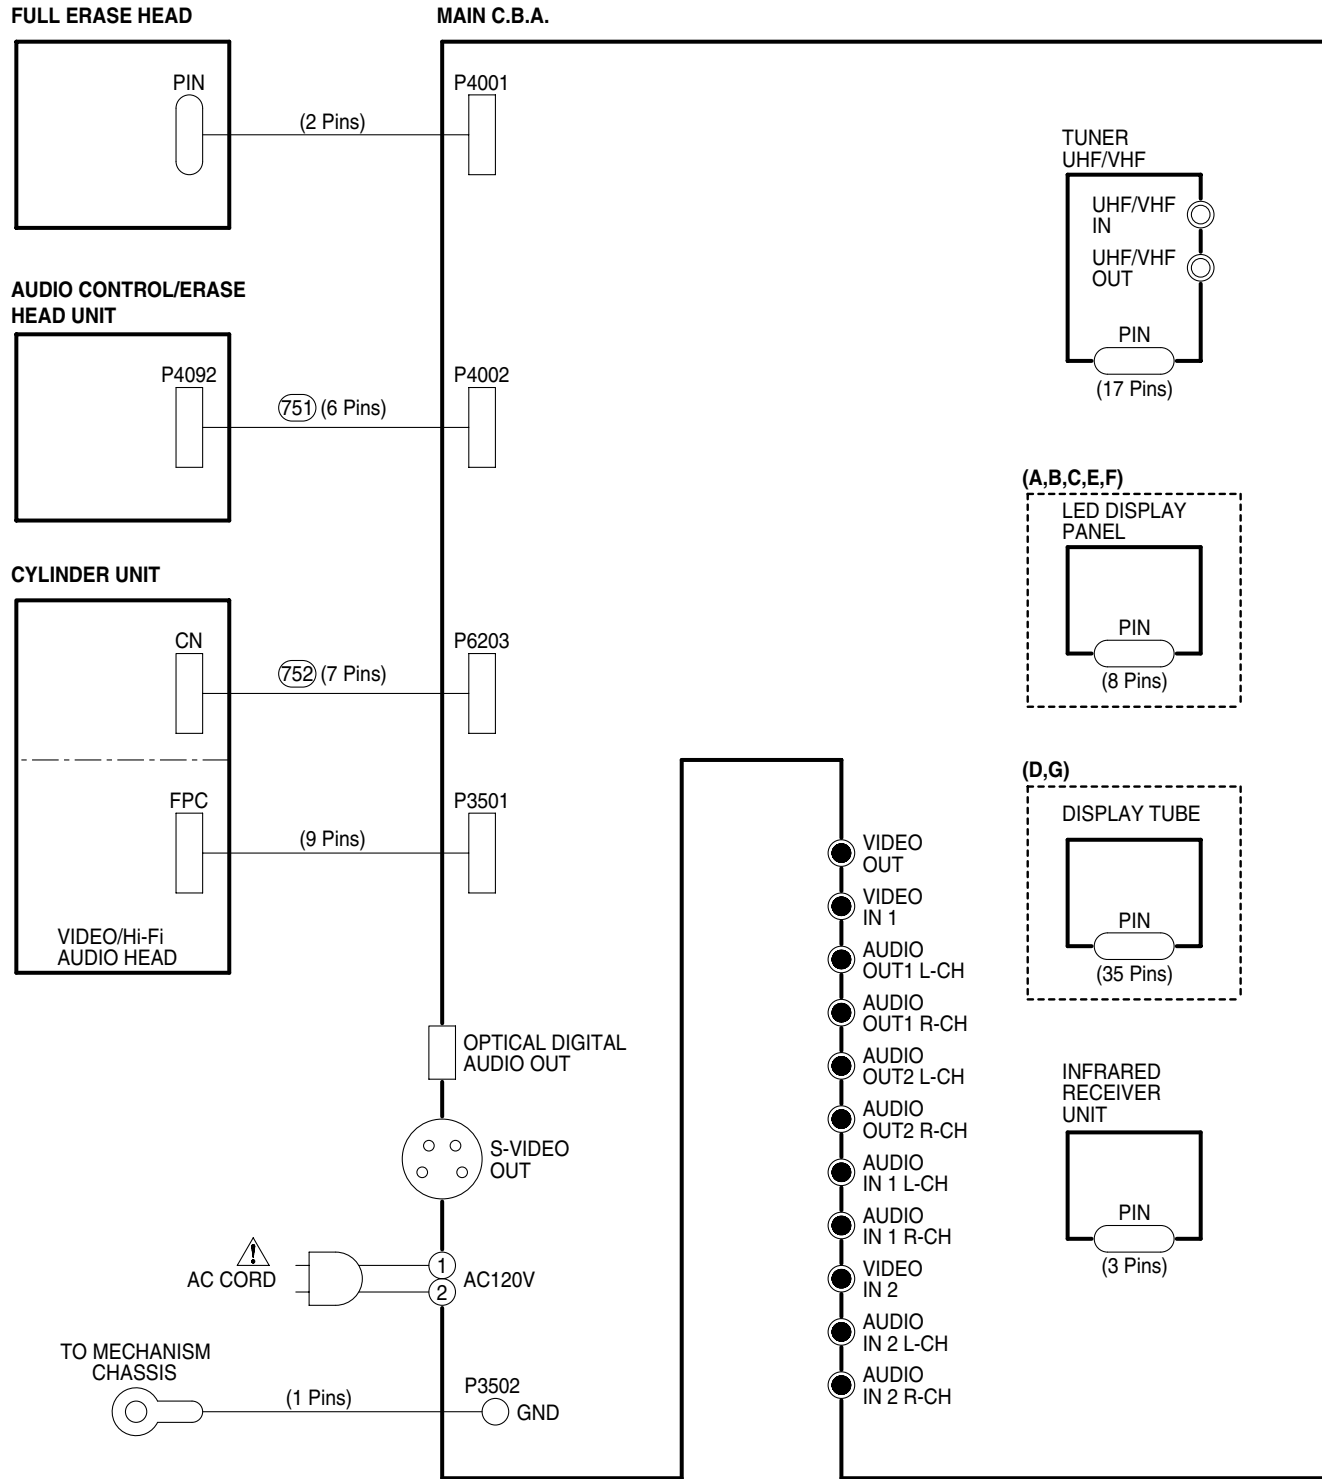 FULL ERASE HEAD
MAIN C.B.A.
PIN
(2 Pins)
P4001
TUNER
UHF/VHF
UHF/VHF
IN
UHF/VHF
OUT
PIN
(17 Pins)
AUDIO CONTROL/ERASE
HEAD UNIT
P4092
751 (6 Pins)
P4002
(A,B,C,E,F)
LED DISPLAY
PANEL
PIN
(8 Pins)
CYLINDER UNIT
CN
752 (7 Pins)
P6203
FPC
(9 Pins)
P3501
VIDEO/Hi-Fi
AUDIO HEAD
(D,G)
DISPLAY TUBE
PIN
(35 Pins)
VIDEO
OUT
VIDEO
IN 1
AUDIO
OUT1 L-CH
AUDIO
OUT1 R-CH
AUDIO
OUT2 L-CH
AUDIO
OUT2 R-CH
AUDIO
IN 1 L-CH
AUDIO
IN 1 R-CH
VIDEO
IN 2
AUDIO
IN 2 L-CH
AUDIO
IN 2 R-CH
OPTICAL DIGITAL
AUDIO OUT
S-VIDEO
OUT
INFRARED
RECEIVER
UNIT
PIN
(3 Pins)
!
AC CORD
1
2
AC120V
TO MECHANISM
CHASSIS
(1 Pins)
P3502
GND